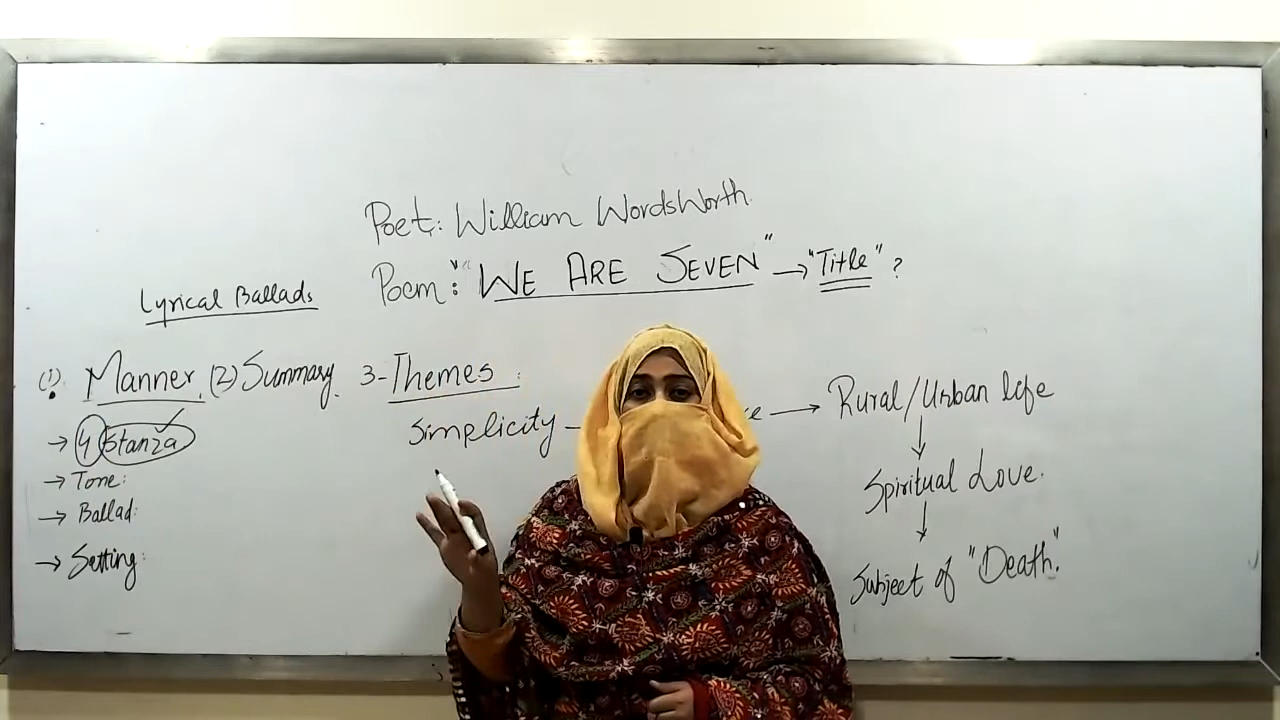 Poet: William WordsWorth.
Poem: "WE ARE SEVEN" → "Title" ?
Lyrical Ballads
(1) Manner. (2) Summary. 3-Themes :
Simplicity → Rural/Urban life
→ 4 Stanza ✓
→ Tone:
→ Ballad:
→ Setting:
↓
Spiritual Love.
↓
Subject of "Death."